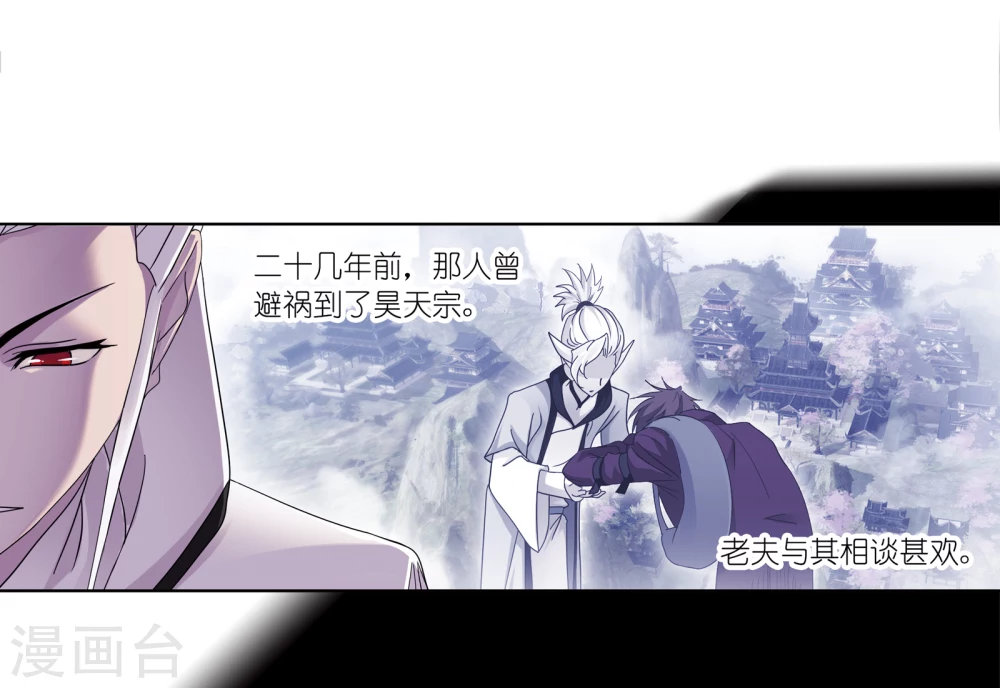 二十几年前，那人曾
避祸到了昊天宗。
老夫与其相谈甚欢。
漫画台